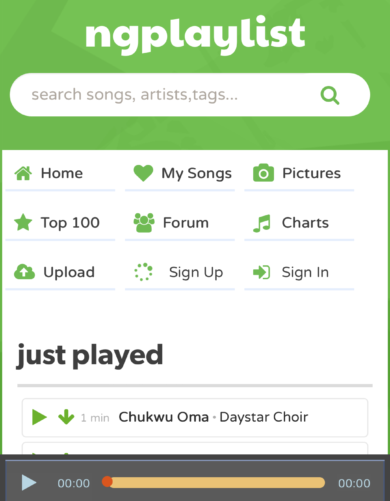 ngplaylist
search songs, artists,tags...
Home My Songs Pictures
Top 100 Forum Charts
Upload Sign Up Sign In
just played
1 min Chukwu Oma - Daystar Choir
00:00 00:00